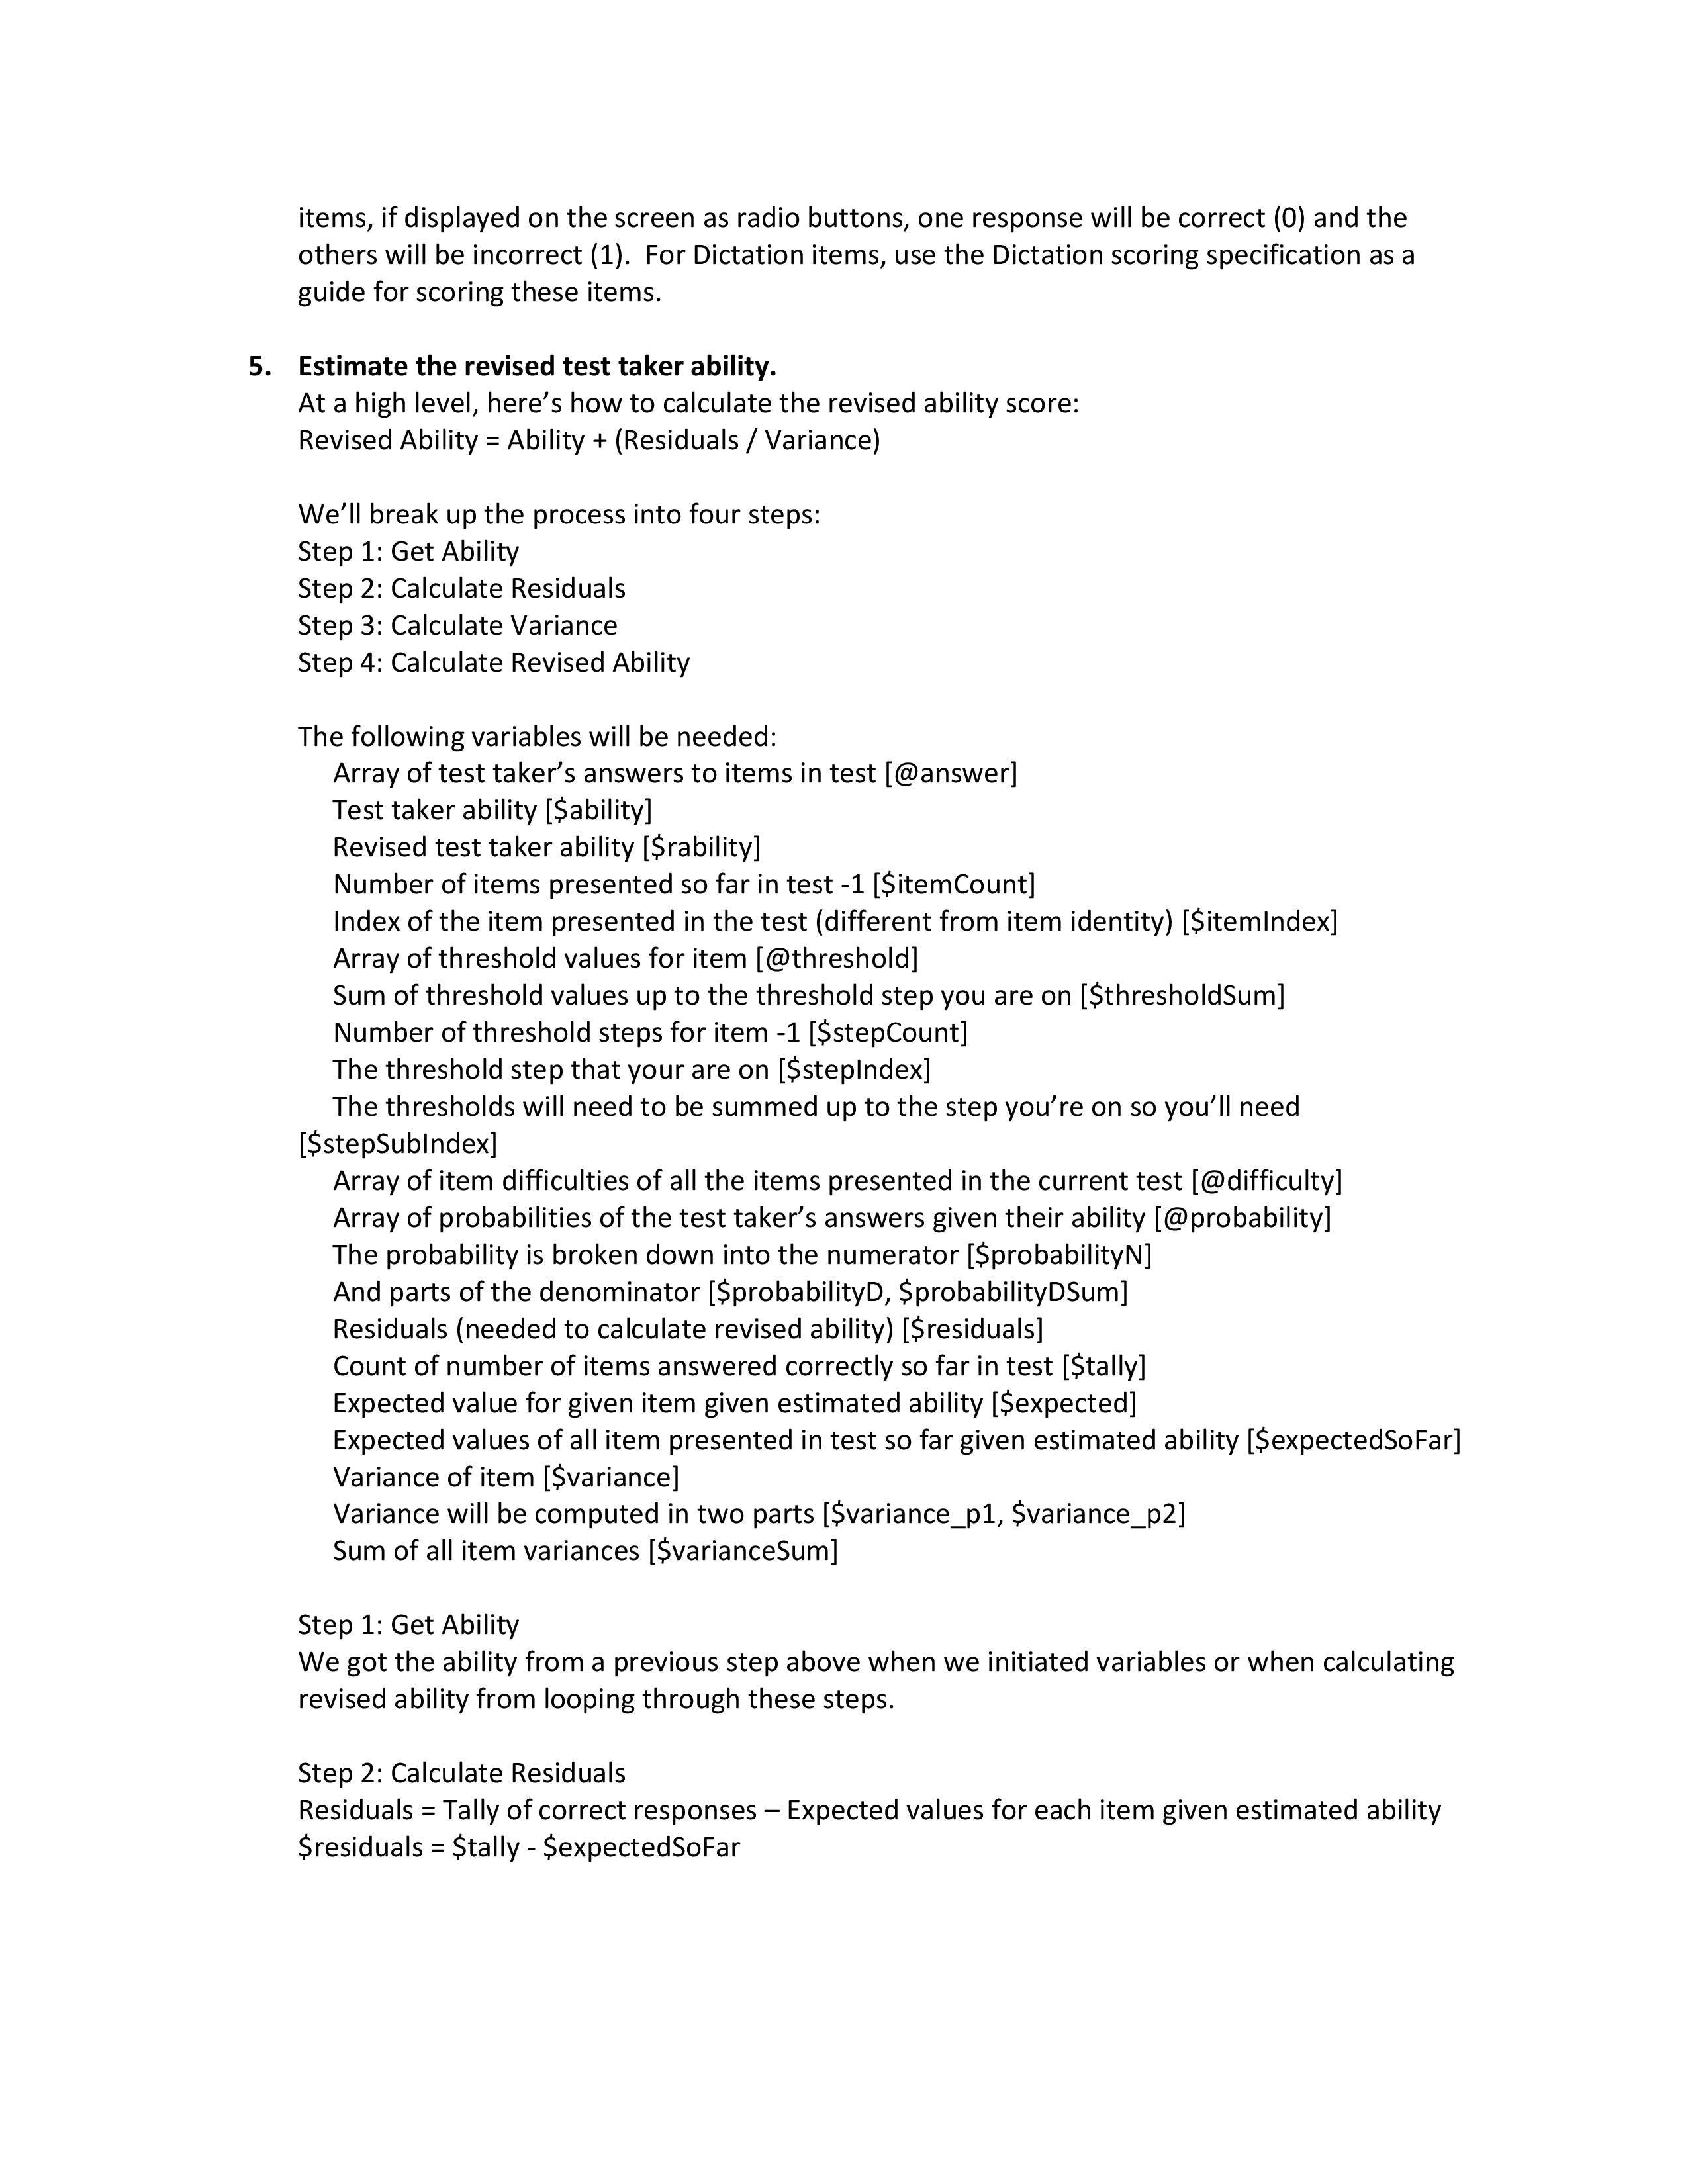 items, if displayed on the screen as radio buttons, one response will be correct (0) and the
others will be incorrect (1).  For Dictation items, use the Dictation scoring specification as a
guide for scoring these items.
5. Estimate the revised test taker ability.
At a high level, here’s how to calculate the revised ability score:
Revised Ability = Ability + (Residuals / Variance)
We’ll break up the process into four steps:
Step 1: Get Ability
Step 2: Calculate Residuals
Step 3: Calculate Variance
Step 4: Calculate Revised Ability
The following variables will be needed:
Array of test taker’s answers to items in test [@answer]
Test taker ability [$ability]
Revised test taker ability [$rability]
Number of items presented so far in test -1 [$itemCount]
Index of the item presented in the test (different from item identity) [$itemIndex]
Array of threshold values for item [@threshold]
Sum of threshold values up to the threshold step you are on [$thresholdSum]
Number of threshold steps for item -1 [$stepCount]
The threshold step that your are on [$stepIndex]
The thresholds will need to be summed up to the step you’re on so you’ll need
[$stepSubIndex]
Array of item difficulties of all the items presented in the current test [@difficulty]
Array of probabilities of the test taker’s answers given their ability [@probability]
The probability is broken down into the numerator [$probabilityN]
And parts of the denominator [$probabilityD, $probabilityDSum]
Residuals (needed to calculate revised ability) [$residuals]
Count of number of items answered correctly so far in test [$tally]
Expected value for given item given estimated ability [$expected]
Expected values of all item presented in test so far given estimated ability [$expectedSoFar]
Variance of item [$variance]
Variance will be computed in two parts [$variance_p1, $variance_p2]
Sum of all item variances [$varianceSum]
Step 1: Get Ability
We got the ability from a previous step above when we initiated variables or when calculating
revised ability from looping through these steps.
Step 2: Calculate Residuals
Residuals = Tally of correct responses – Expected values for each item given estimated ability
$residuals = $tally - $expectedSoFar